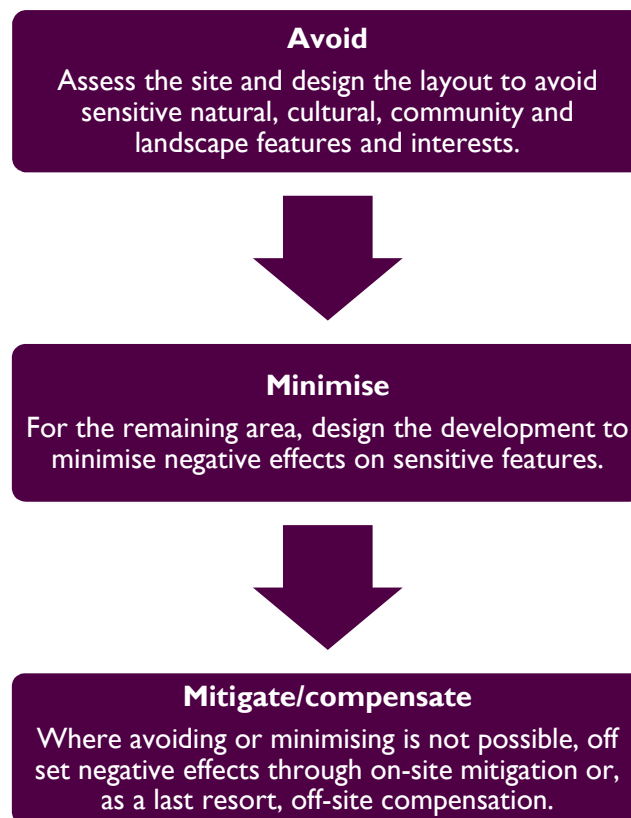 Avoid
Assess the site and design the layout to avoid
sensitive natural, cultural, community and
landscape features and interests.
Minimise
For the remaining area, design the development to
minimise negative effects on sensitive features.
Mitigate/compensate
Where avoiding or minimising is not possible, off
set negative effects through on-site mitigation or,
as a last resort, off-site compensation.